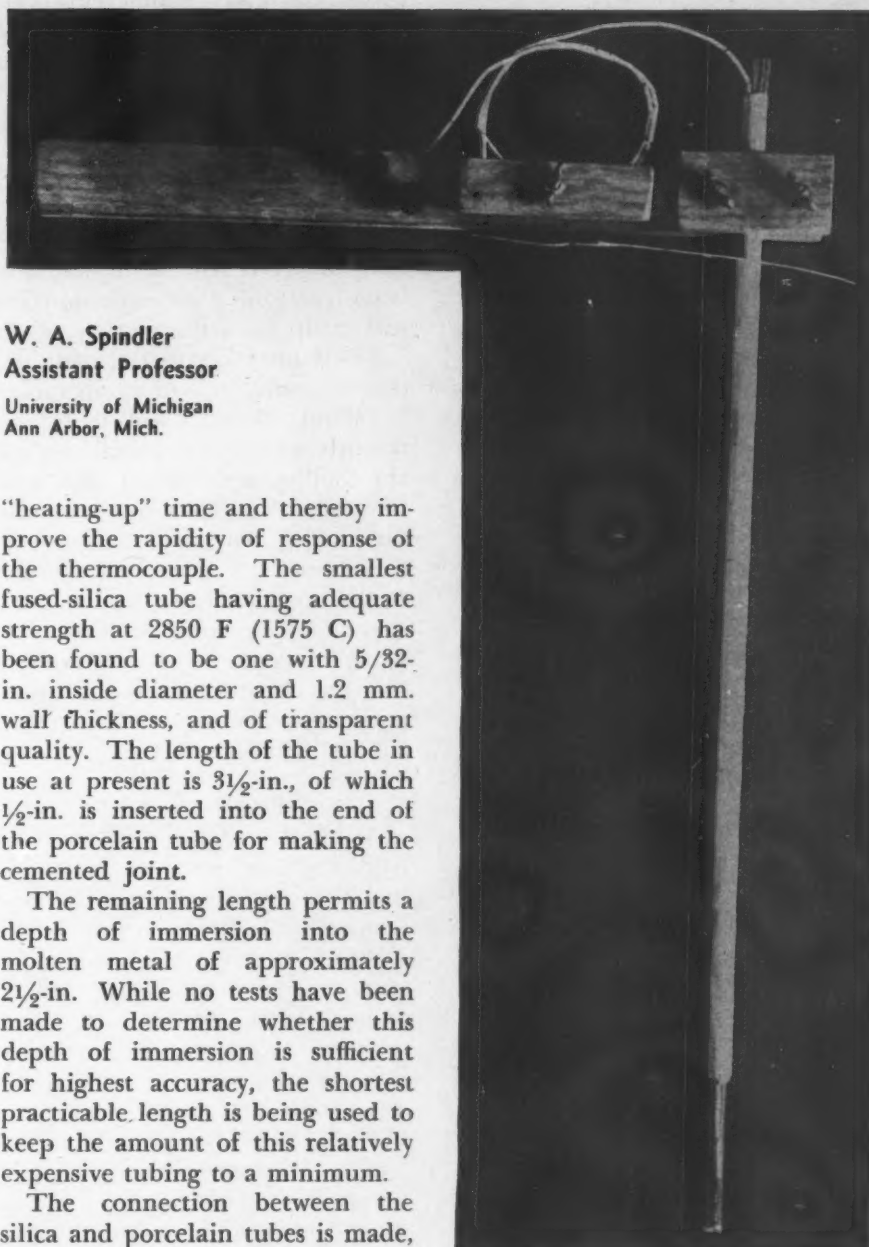 W. A. Spindler
Assistant Professor
University of Michigan
Ann Arbor, Mich.
"heating-up" time and thereby im-
prove the rapidity of response of
the thermocouple. The smallest
fused-silica tube having adequate
strength at 2850 F (1575 C) has
been found to be one with 5/32-
in. inside diameter and 1.2 mm.
wall thickness, and of transparent
quality. The length of the tube in
use at present is 3½-in., of which
½-in. is inserted into the end of
the porcelain tube for making the
cemented joint.
The remaining length permits a
depth of immersion into the
molten metal of approximately
2½-in. While no tests have been
made to determine whether this
depth of immersion is sufficient
for highest accuracy, the shortest
practicable length is being used to
keep the amount of this relatively
expensive tubing to a minimum.
The connection between the
silica and porcelain tubes is made,